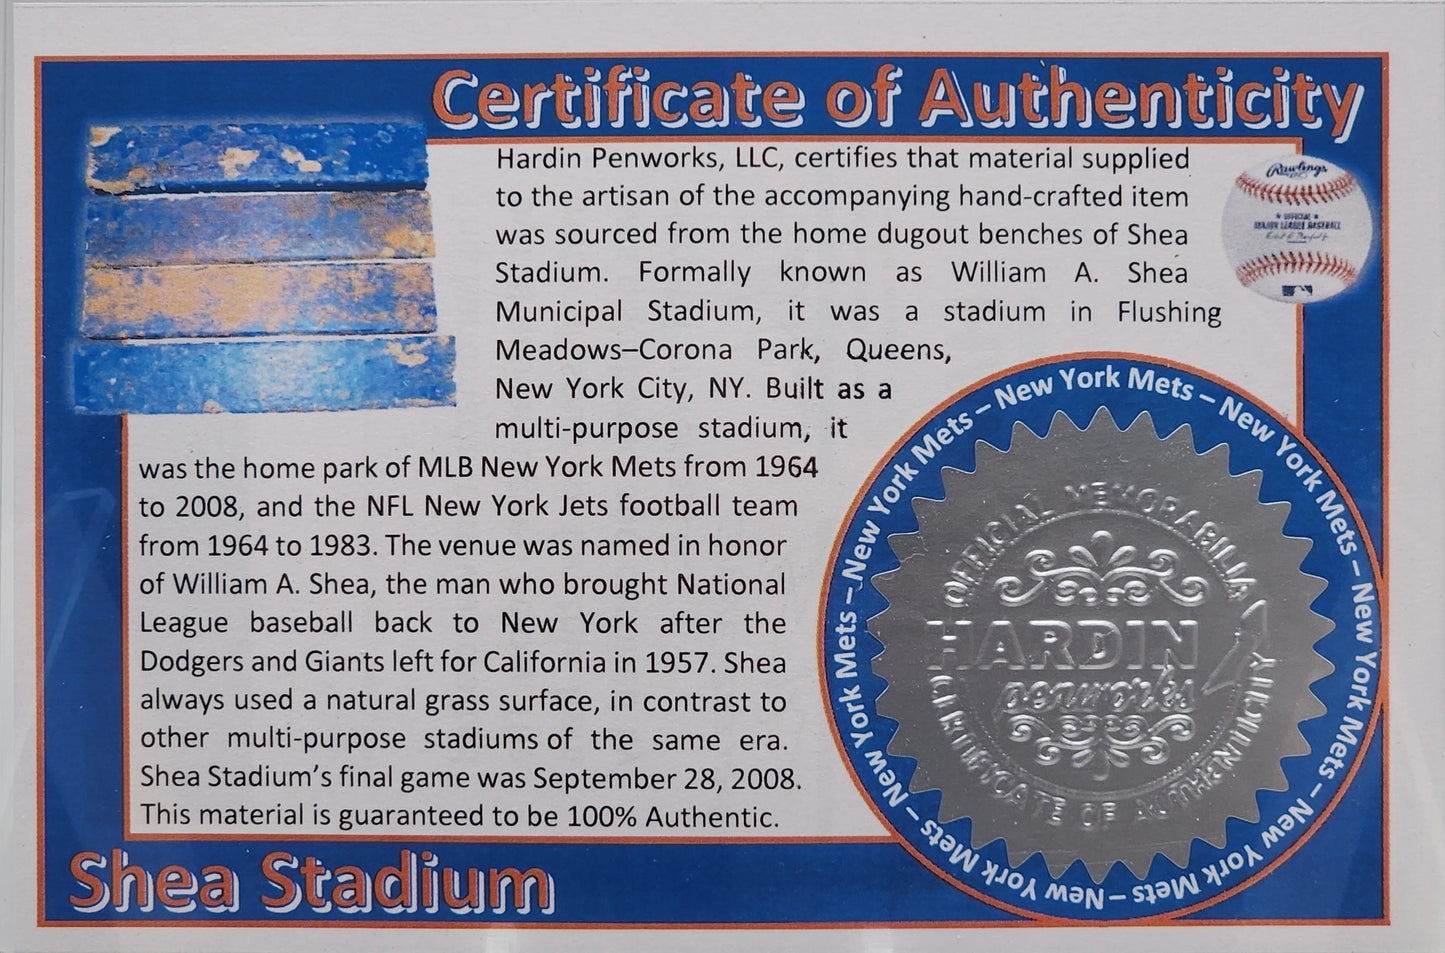 Certificate of Authenticity
Hardin Penworks, LLC, certifies that material supplied
to the artisan of the accompanying hand-crafted item
was sourced from the home dugout benches of Shea
Stadium. Formally known as William A. Shea
Municipal Stadium, it was a stadium in Flushing
Meadows–Corona Park, Queens,
New York City, NY. Built as a
multi-purpose stadium, it
was the home park of MLB New York Mets from 1964
to 2008, and the NFL New York Jets football team
from 1964 to 1983. The venue was named in honor
of William A. Shea, the man who brought National
League baseball back to New York after the
Dodgers and Giants left for California in 1957. Shea
always used a natural grass surface, in contrast to
other multi-purpose stadiums of the same era.
Shea Stadium's final game was September 28, 2008.
This material is guaranteed to be 100% Authentic.
Rawlings
OFFICIAL
MAJOR LEAGUE BASEBALL
New York Mets – New York Mets – New York Mets – New York Mets – New York Mets – New York Mets – New York Mets – New York Mets –
OFFICIAL MEMORABILIA
HARDIN
penworks
CERTIFICATE OF AUTHENTICITY
Shea Stadium